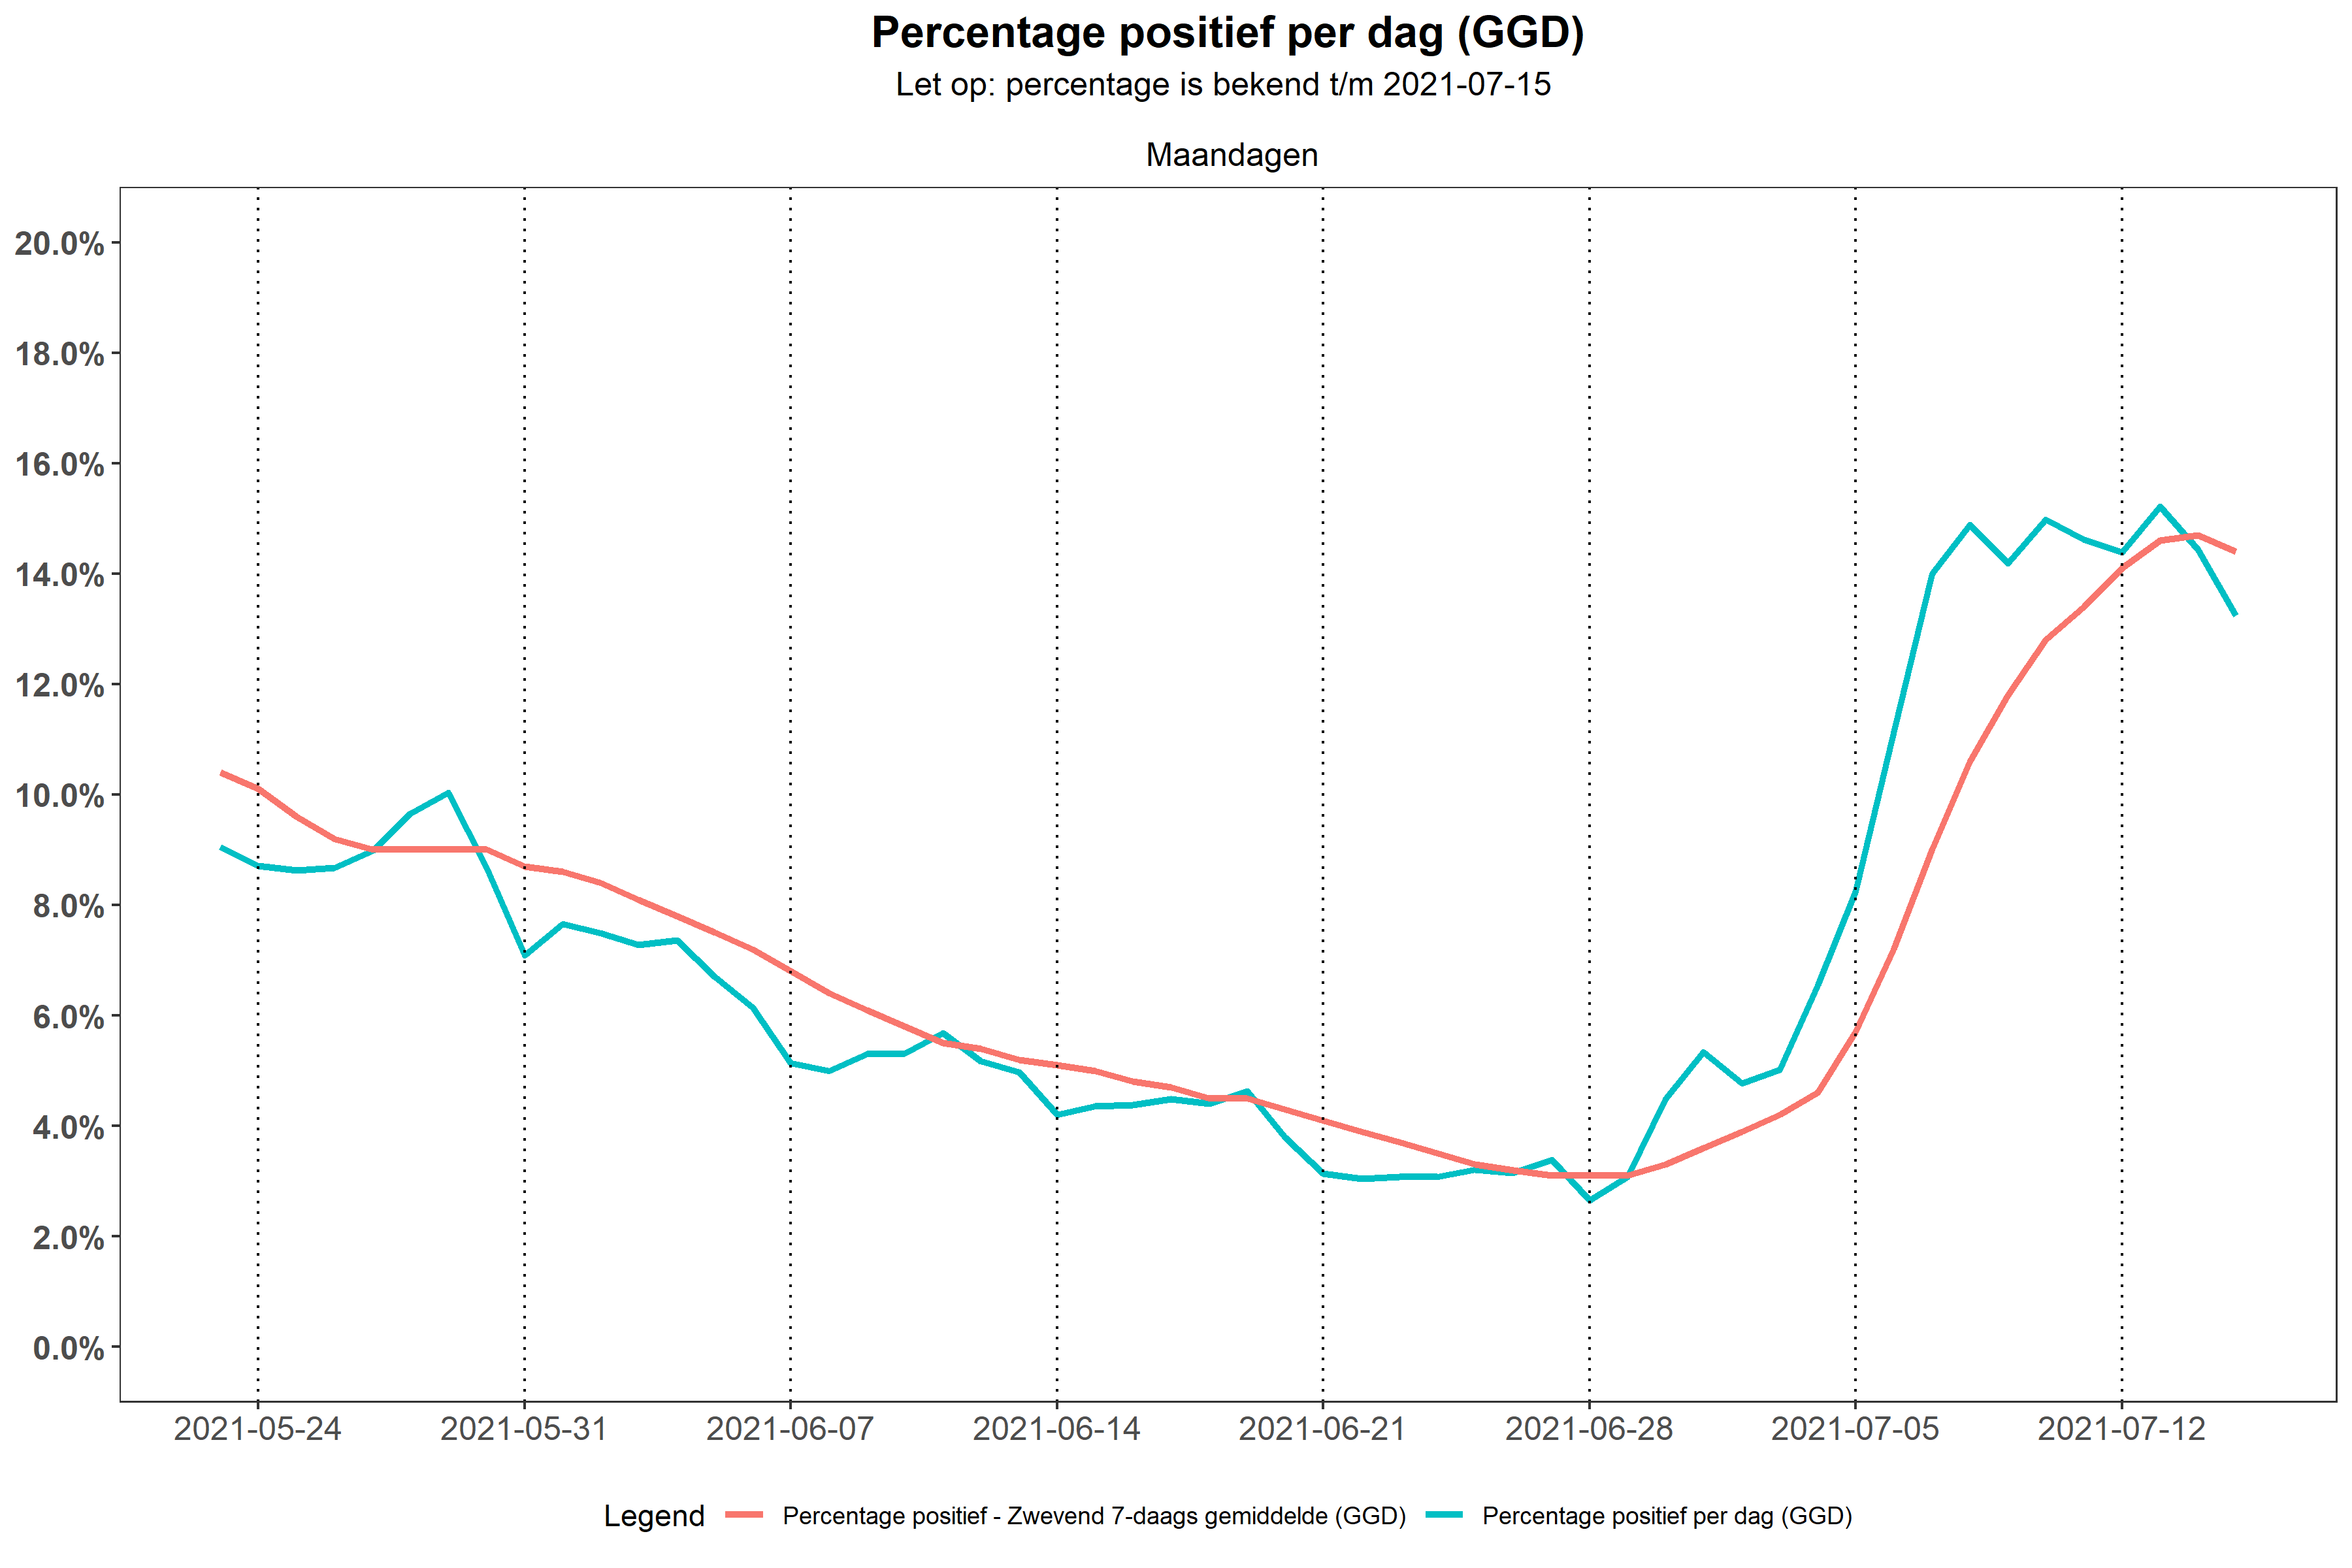 Percentage positief per dag (GGD)
Let op: percentage is bekend t/m 2021-07-15
Maandagen
20.0%
18.0%
16.0%
14.0%
12.0%
10.0%
8.0%
6.0%
4.0%
2.0%
0.0%
2021-05-24 2021-05-31 2021-06-07 2021-06-14 2021-06-21 2021-06-28 2021-07-05 2021-07-12
Legend Percentage positief - Zwevend 7-daags gemiddelde (GGD) Percentage positief per dag (GGD)